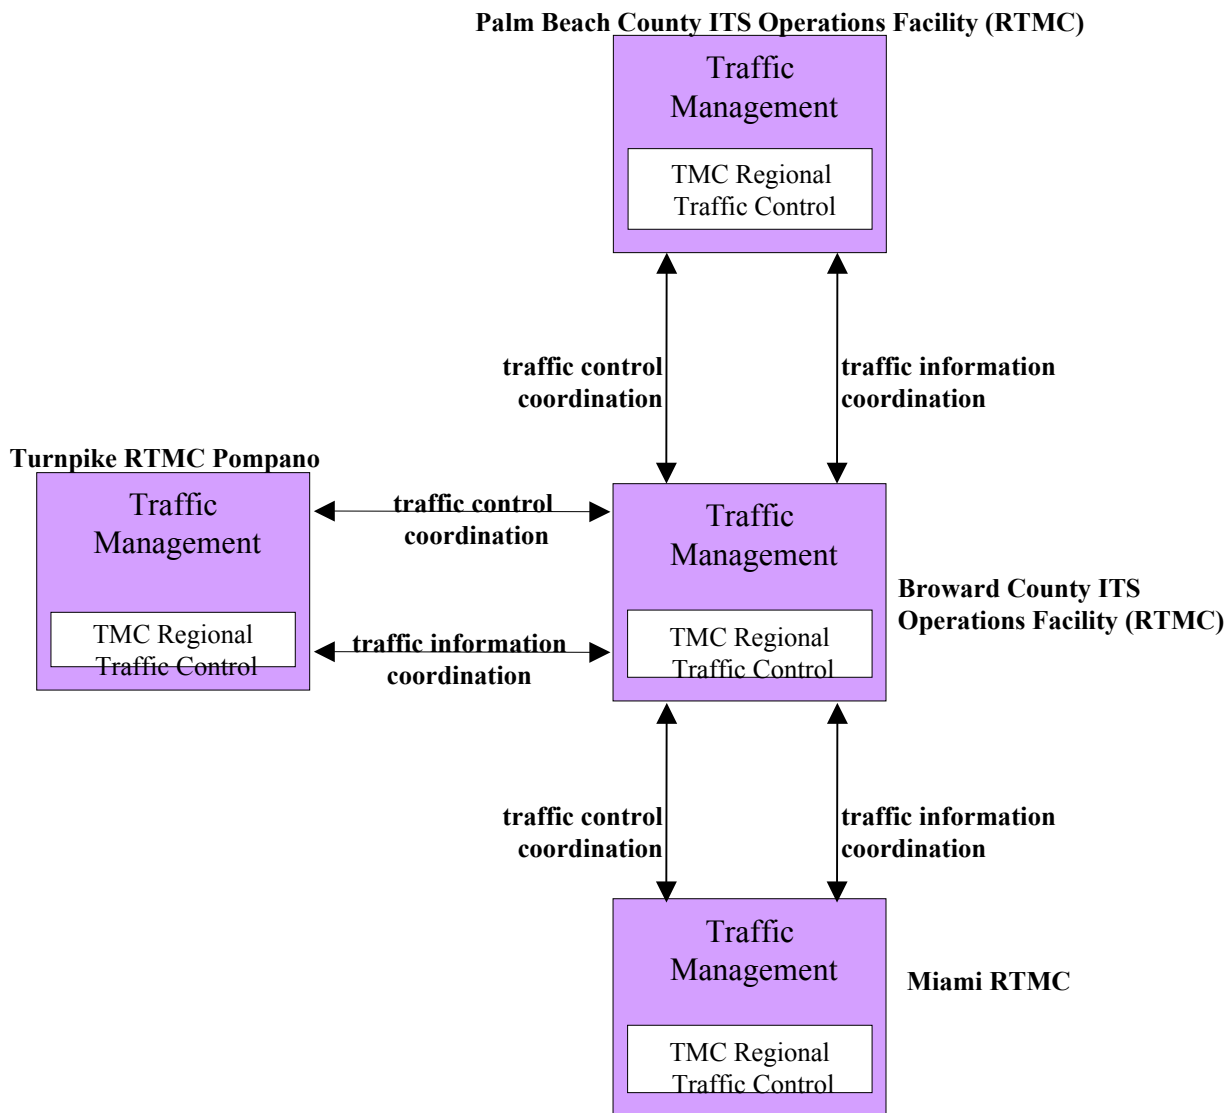 Palm Beach County ITS Operations Facility (RTMC)
Traffic
Management
TMC Regional
Traffic Control
traffic control
coordination
traffic information
coordination
Turnpike RTMC Pompano
Traffic
Management
TMC Regional
Traffic Control
traffic control
coordination
traffic information
coordination
Traffic
Management
TMC Regional
Traffic Control
Broward County ITS
Operations Facility (RTMC)
traffic control
coordination
traffic information
coordination
Traffic
Management
TMC Regional
Traffic Control
Miami RTMC